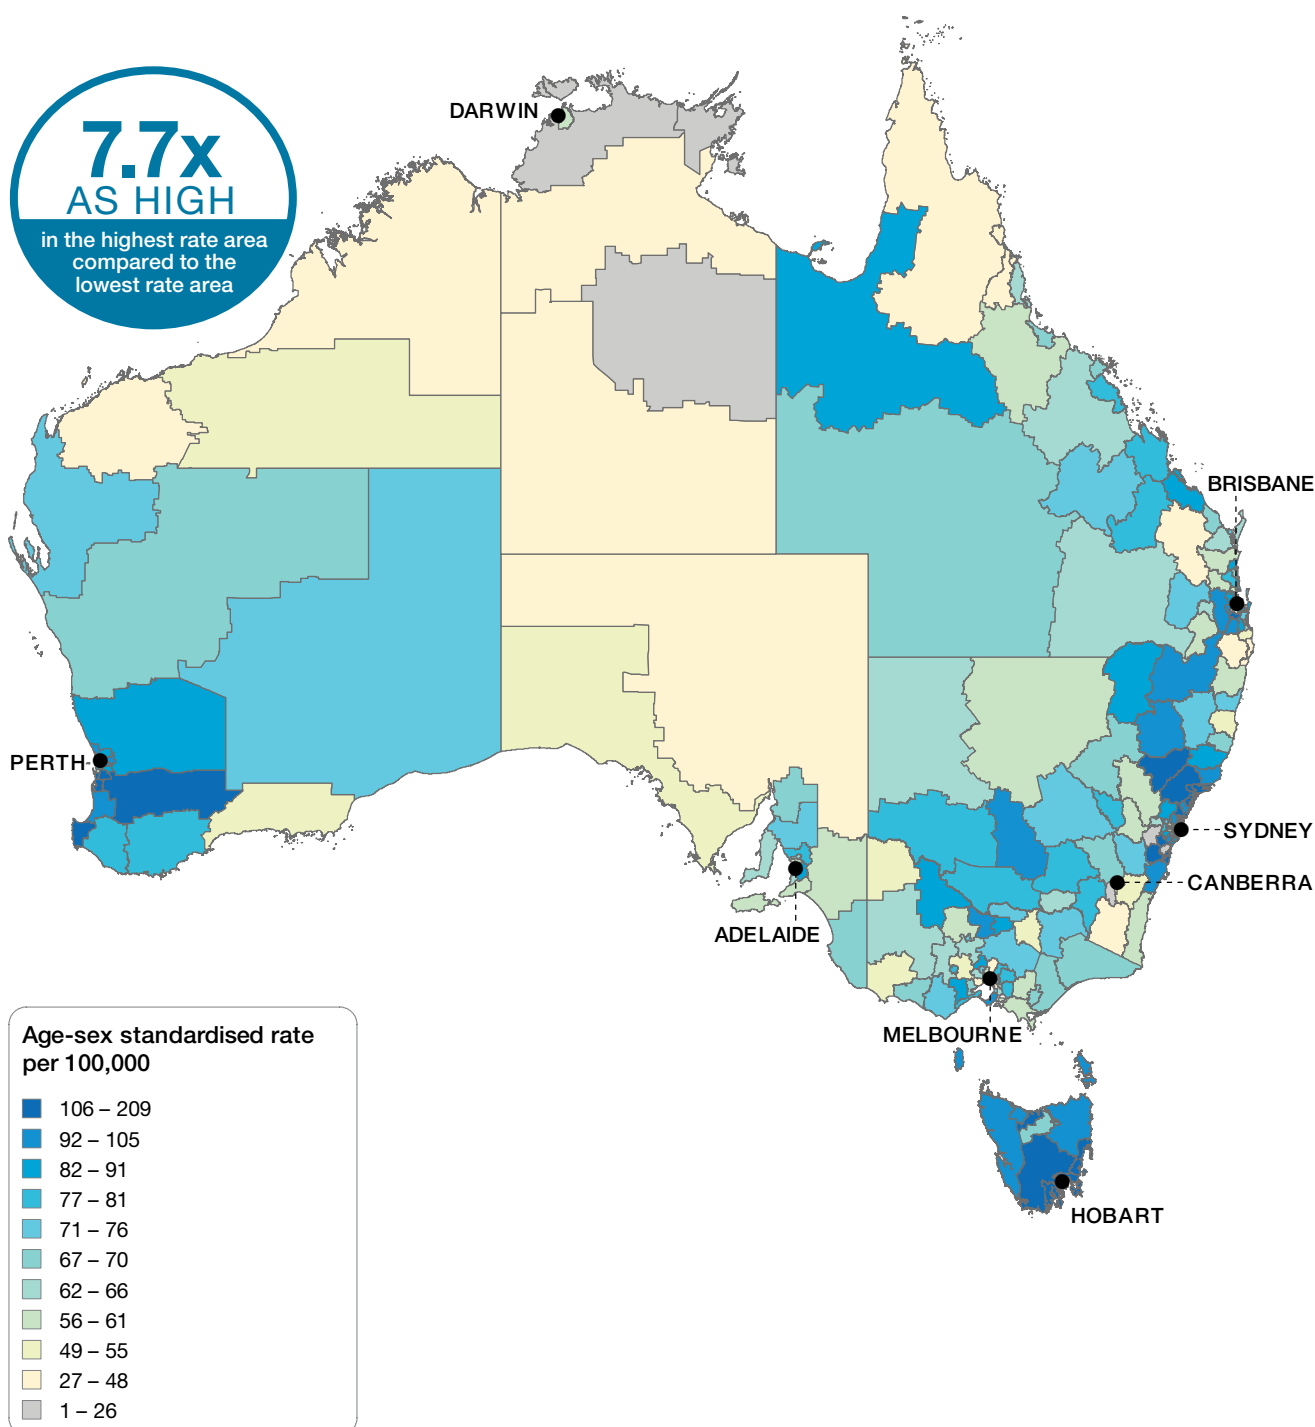 7.7x
AS HIGH
in the highest rate area
compared to the
lowest rate area
DARWIN
BRISBANE
PERTH
SYDNEY
CANBERRA
ADELAIDE
MELBOURNE
HOBART
Age-sex standardised rate
per 100,000
106 – 209
92 – 105
82 – 91
77 – 81
71 – 76
67 – 70
62 – 66
56 – 61
49 – 55
27 – 48
1 – 26